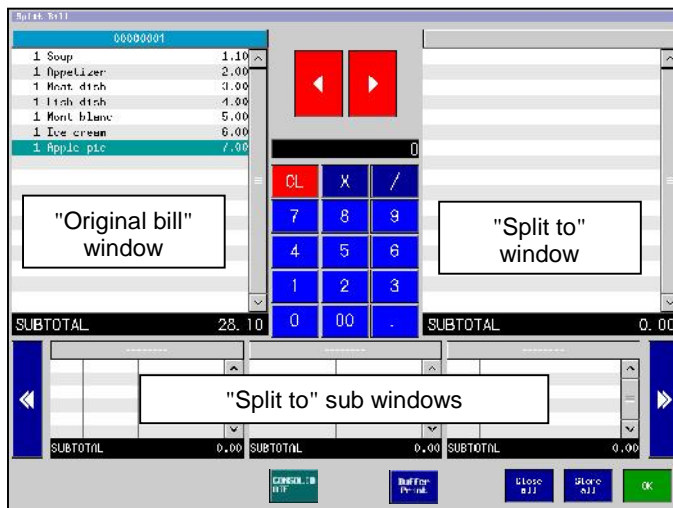 Split Bill
00000001
1 Soup 1.10
1 Appetizer 2.00
1 Meat dish 3.00
1 Fish dish 4.00
1 Mont blanc 5.00
1 Ice cream 6.00
1 Apple pie 7.00
0
CL X /
7 8 9
4 5 6
1 2 3
0 00 .
"Original bill"
window
"Split to"
window
SUBTOTAL 28.10
SUBTOTAL 0.00
--------
--------
--------
"Split to" sub windows
SUBTOTAL 0.00
SUBTOTAL 0.00
SUBTOTAL 0.00
Buffer
Print
Close
all
Store
all
OK